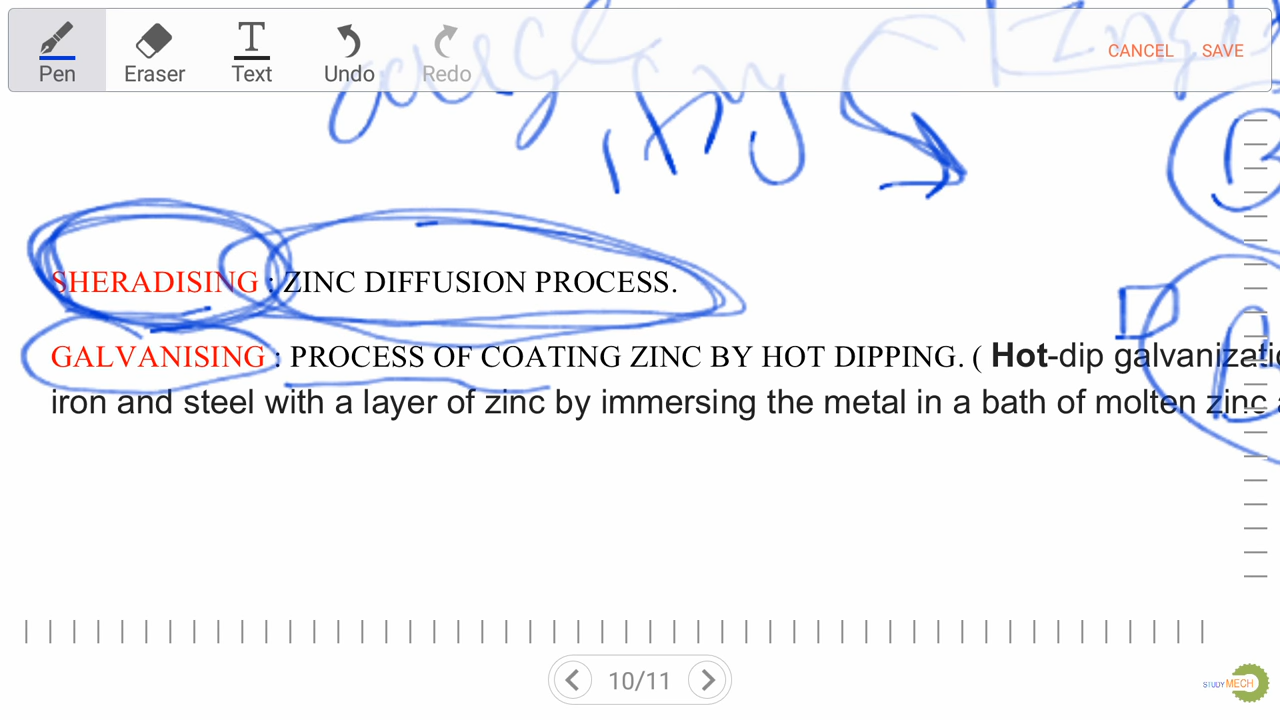 Pen Eraser Text Undo Redo CANCEL SAVE
SHERADISING : ZINC DIFFUSION PROCESS.
GALVANISING : PROCESS OF COATING ZINC BY HOT DIPPING. ( Hot-dip
iron and steel with a layer of zinc by immersing the metal in a bath of molten zinc
10/11
STUDYMECH